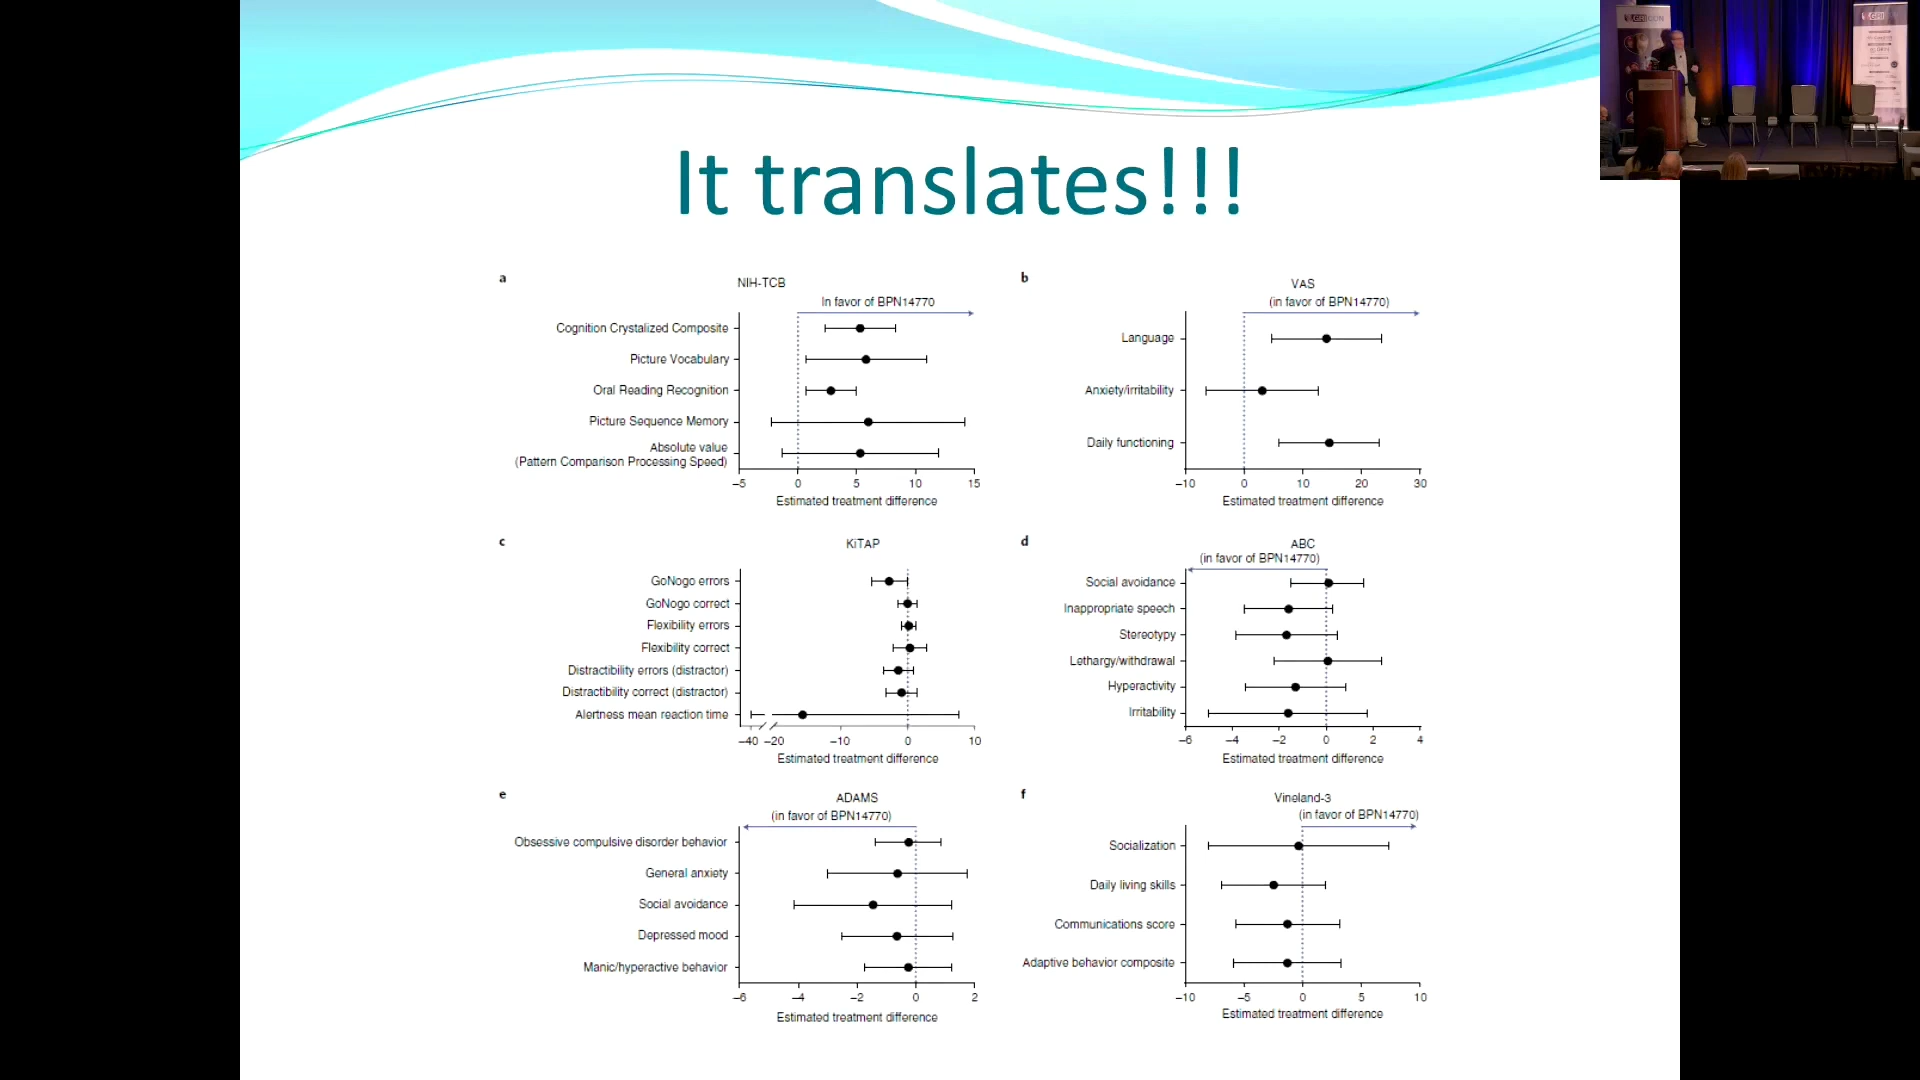 It translates!!!
a
NIH-TCB
In favor of BPN14770
Cognition Crystalized Composite
Picture Vocabulary
Oral Reading Recognition
Picture Sequence Memory
Absolute value
(Pattern Comparison Processing Speed)
–5 0 5 10 15
Estimated treatment difference
b
VAS
(in favor of BPN14770)
Language
Anxiety/irritability
Daily functioning
–10 0 10 20 30
Estimated treatment difference
c
KiTAP
GoNogo errors
GoNogo correct
Flexibility errors
Flexibility correct
Distractibility errors (distractor)
Distractibility correct (distractor)
Alertness mean reaction time
–40 –20 –10 0 10
Estimated treatment difference
d
ABC
(in favor of BPN14770)
Social avoidance
Inappropriate speech
Stereotypy
Lethargy/withdrawal
Hyperactivity
Irritability
–6 –4 –2 0 2 4
Estimated treatment difference
e
ADAMS
(in favor of BPN14770)
Obsessive compulsive disorder behavior
General anxiety
Social avoidance
Depressed mood
Manic/hyperactive behavior
–6 –4 –2 0 2
Estimated treatment difference
f
Vineland-3
(in favor of BPN14770)
Socialization
Daily living skills
Communications score
Adaptive behavior composite
–10 –5 0 5 10
Estimated treatment difference